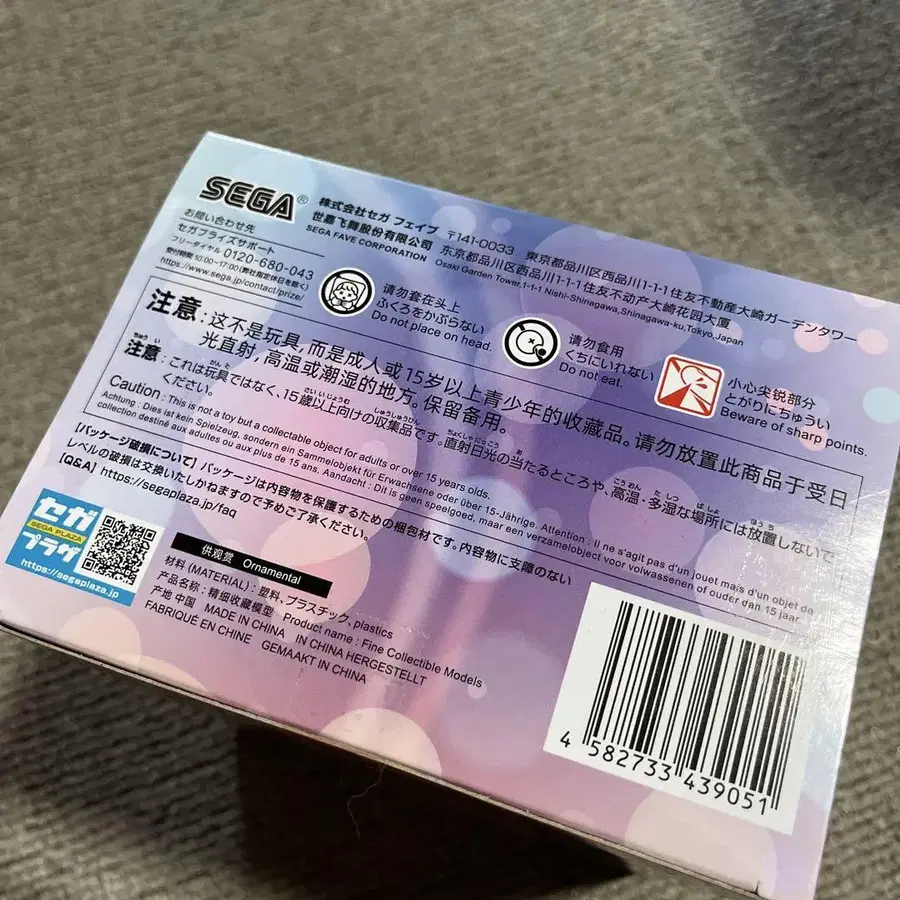 SEGA®
株式会社セガ フェイブ 〒141-0033 東京都品川区西品川1-1-1住友不動産大崎ガーデンタワー
世嘉飞舞股份有限公司 东京都品川区西品川1-1-1住友不动产大崎花园大厦
SEGA FAVE CORPORATION Osaki Garden Tower,1-1-1 Nishi-Shinagawa,Shinagawa-ku,Tokyo,Japan
お問い合わせ先
セガプライズサポート
フリーダイヤル 0120-680-043
受付時間 10:00~17:00(弊社指定休日を除く)
https://www.sega.jp/contact/prize/
请勿套在头上
ふくろをかぶらない
Do not place on head.
请勿食用
くちにいれない
Do not eat.
小心尖锐部分
とがりにちゅうい
Beware of sharp points.
注意:这不是玩具,而是成人或15岁以上青少年的收藏品。请勿放置此商品于受日
光直射,高温或潮湿的地方,保留备用。
注意:これは玩具ではなく、15歳以上向けの収集品です。直射日光の当たるところや、高温・多湿な場所には放置しないで
ください。
Caution : This is not a toy but a collectable object for adults or over 15 years old.
Achtung : Dies ist kein Spielzeug, sondern ein Sammelobjekt für Erwachsene oder über 15-Jährige. Attention : Il ne s'agit pas d'un jouet mais d'un objet de
collection destiné aux adultes ou aux plus de 15 ans. Aandacht : Dit is geen speelgoed, maar een verzamelobject voor volwassenen of ouder dan 15 jaar.
【パッケージ破損について】パッケージは内容物を保護するための梱包材です。内容物に支障のない
レベルの破損は交換いたしかねますので予めご了承ください。
【Q&A】https://segaplaza.jp/faq
セガ
SEGA PLAZA
プラザ
https://segaplaza.jp
供观赏 Ornamental
材料 (MATERIAL) : 塑料, プラスチック, plastics
产品名称 : 精细收藏模型 Product name : Fine Collectible Models
产地 中国 MADE IN CHINA IN CHINA HERGESTELLT
FABRIQUÉ EN CHINE GEMAAKT IN CHINA
4 582733 439051